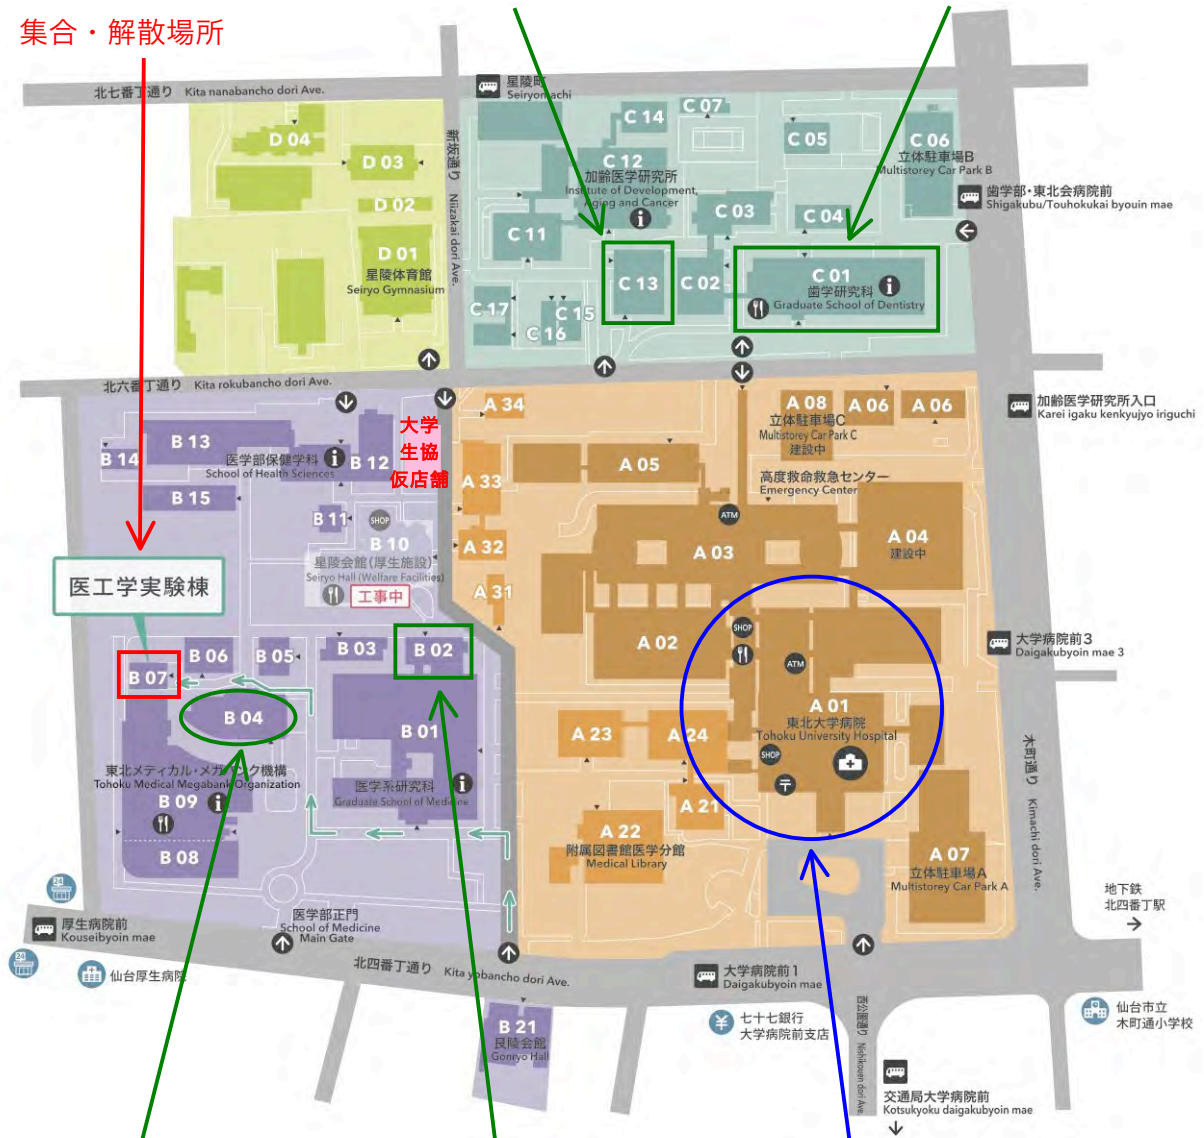 集合・解散場所
北七番丁通り Kita nanabancho dori Ave.
星陵町
Seiryomachi
新坂通り Niizakai dori Ave.
D 04
D 03
D 02
D 01
星陵体育館
Seiryo Gymnasium
C 14
C 07
C 05
C 06
立体駐車場B
Multistorey Car Park B
C 12
加齢医学研究所
Institute of Development,
Aging and Cancer
歯学部・東北会病院前
Shigakubu/Touhokukai byouin mae
C 11
C 03
C 04
C 13
C 02
C 01
歯学研究科
Graduate School of Dentistry
C 17
C 15
C 16
北六番丁通り Kita rokubancho dori Ave.
加齢医学研究所入口
Karei igaku kenkyujyo iriguchi
大学
生協
仮店舗
B 13
B 14
医学部保健学科
School of Health Sciences
B 12
B 15
B 11
SHOP
B 10
星陵会館(厚生施設)
Seiryo Hall (Welfare Facilities)
工事中
医工学実験棟
A 34
A 33
A 32
A 31
A 08
立体駐車場C
Multistorey Car Park C
建設中
A 06
A 06
A 05
高度救命救急センター
Emergency Center
ATM
A 03
A 04
建設中
A 02
SHOP
ATM
大学病院前3
Daigakubyoin mae 3
B 06
B 05
B 03
B 02
B 07
B 04
B 01
医学系研究科
Graduate School of Medicine
東北メディカル・メガバンク機構
Tohoku Medical Megabank Organization
B 09
B 08
A 01
東北大学病院
Tohoku University Hospital
SHOP
A 23
A 24
A 21
A 22
附属図書館医学分館
Medical Library
A 07
立体駐車場A
Multistorey Car Park A
木町通り Kimachi dori Ave.
地下鉄
北四番丁駅
24
厚生病院前
Kouseibyoin mae
24
仙台厚生病院
医学部正門
School of Medicine
Main Gate
北四番丁通り Kita yobancho dori Ave.
大学病院前1
Daigakubyoin mae
七十七銀行
大学病院前支店
仙台市立
木町通小学校
B 21
艮陵会館
Gonryo Hall
西公園通り Nishikouen dori Ave.
交通局大学病院前
Kotsukyoku daigakubyoin mae